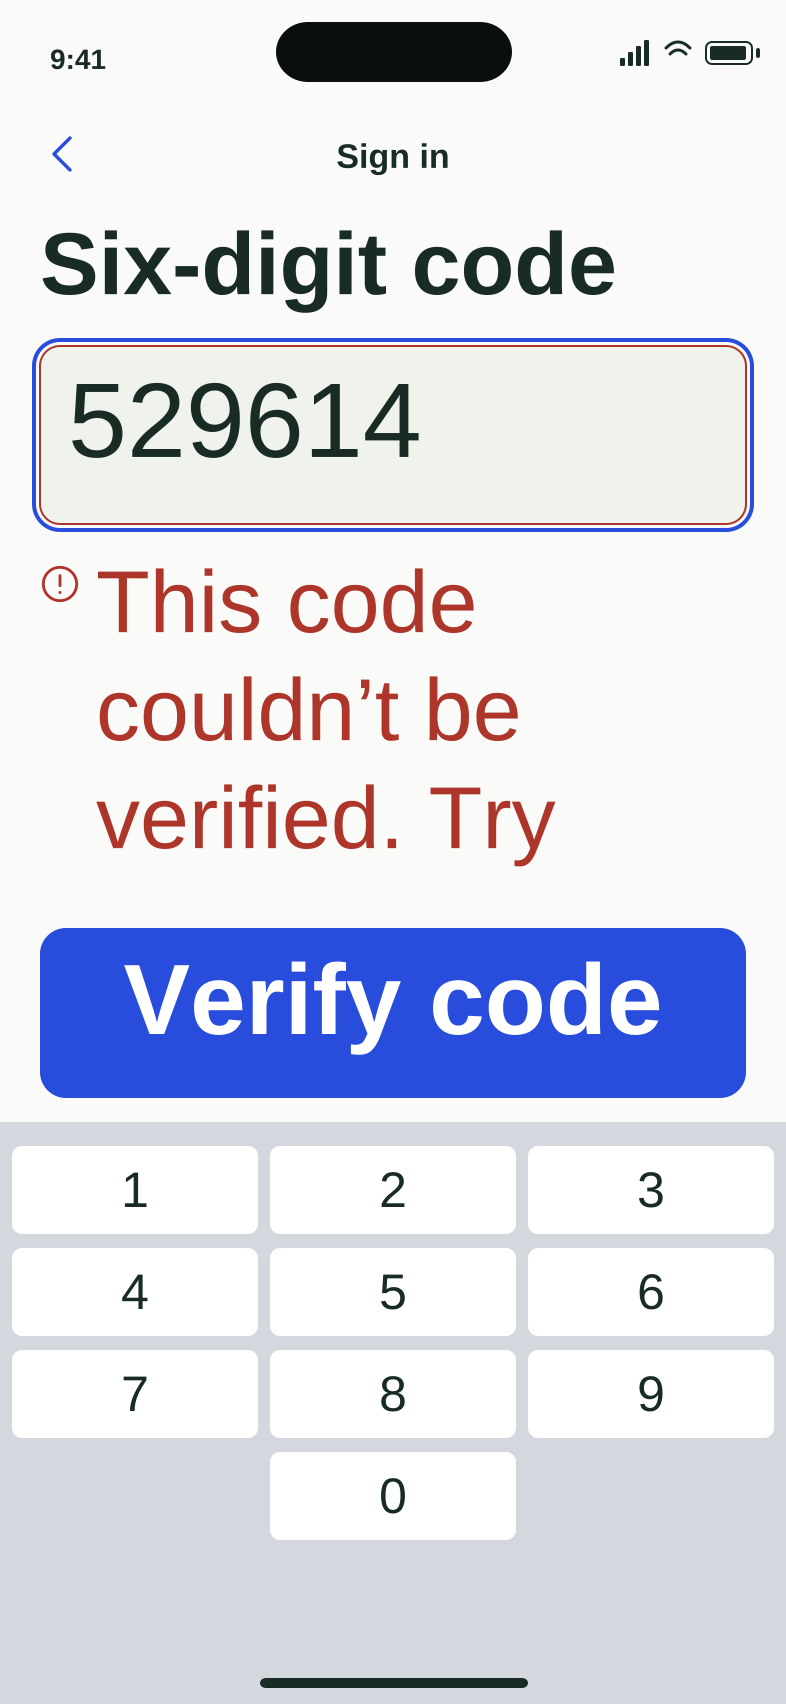 9:41
Sign in
Six-digit code
529614
This code
couldn’t be
verified. Try
Verify code
1 2 3
4 5 6
7 8 9
0